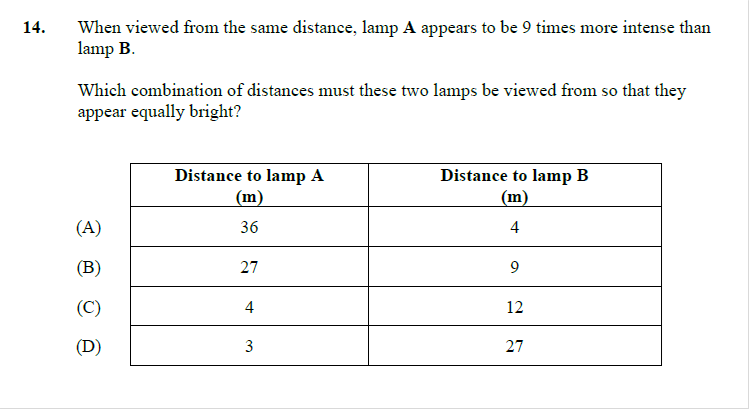 14. When viewed from the same distance, lamp A appears to be 9 times more intense than
lamp B.
Which combination of distances must these two lamps be viewed from so that they
appear equally bright?
Distance to lamp A Distance to lamp B
(m) (m)
(A) 36 4
(B) 27 9
(C) 4 12
(D) 3 27